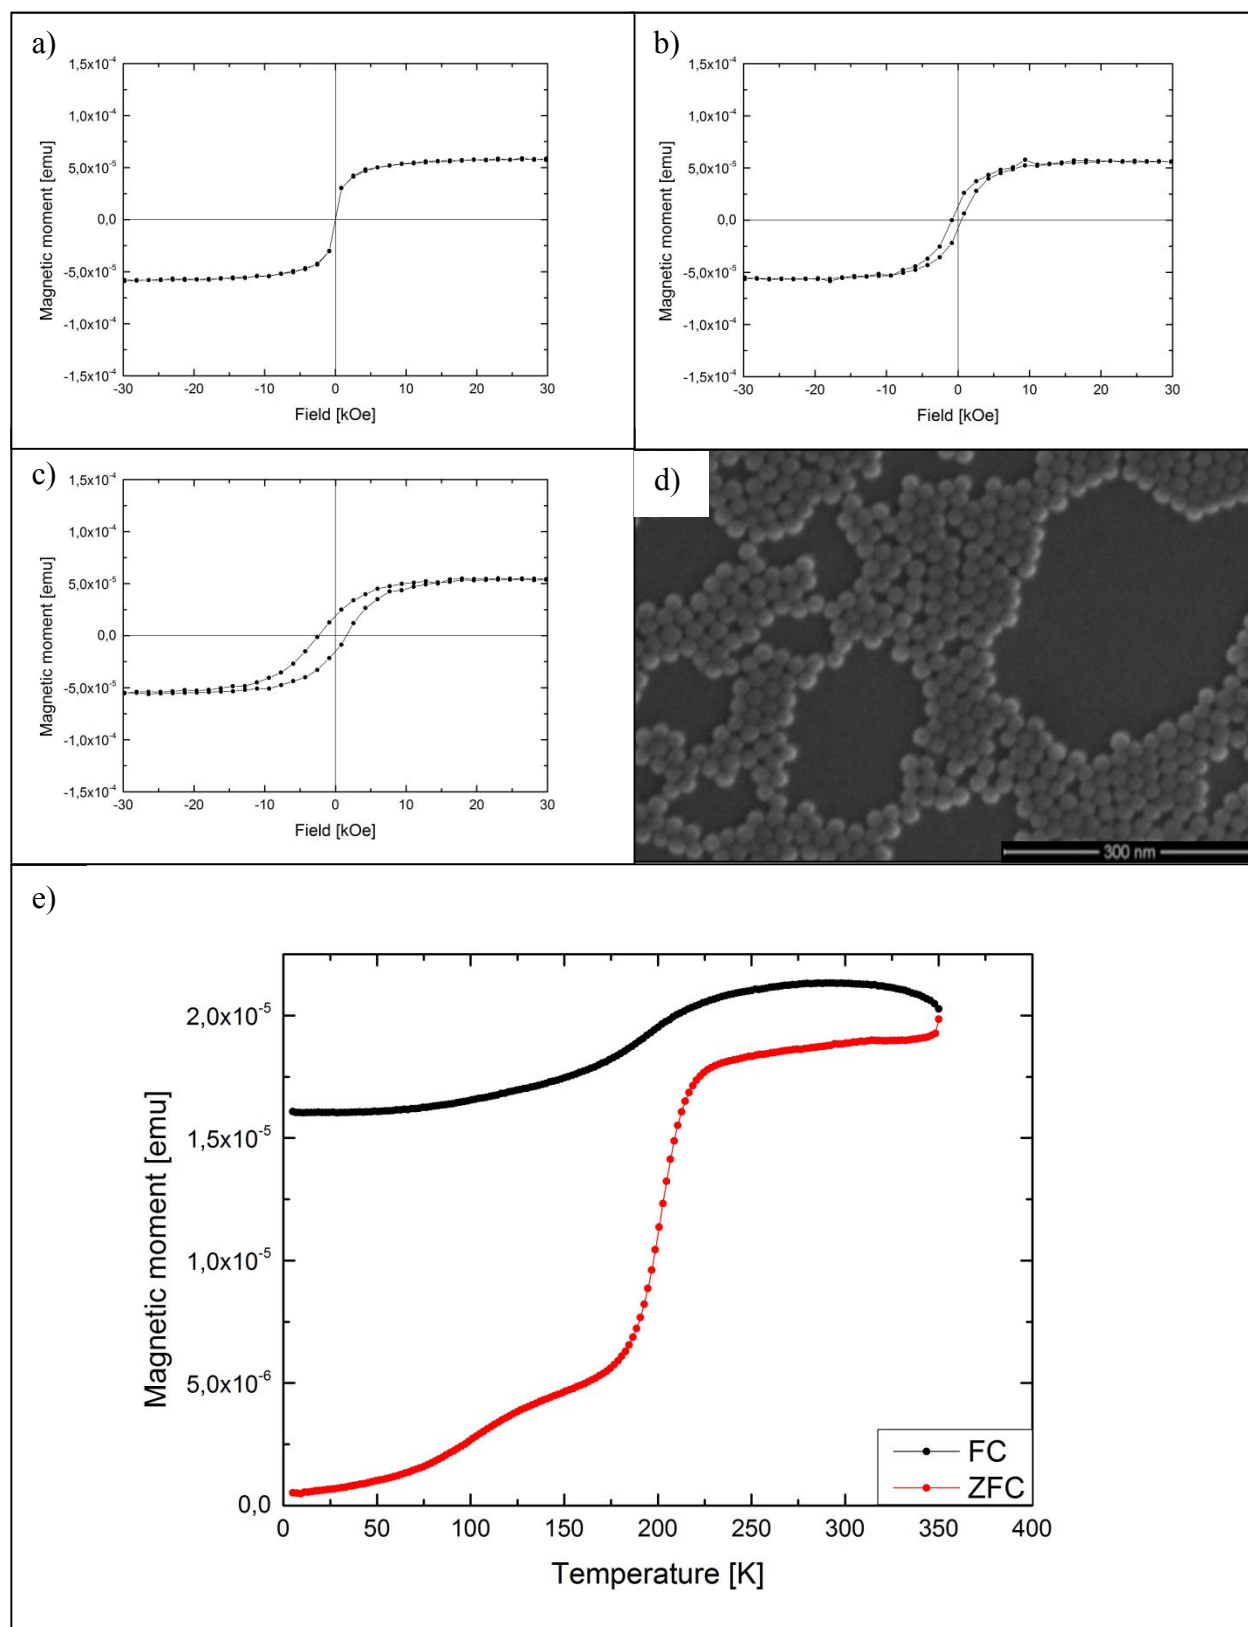 a)
1,5x10⁻⁴
1,0x10⁻⁴
5,0x10⁻⁵
0,0
-5,0x10⁻⁵
-1,0x10⁻⁴
-1,5x10⁻⁴
Magnetic moment [emu]
-30 -20 -10 0 10 20 30
Field [kOe]
b)
1,5x10⁻⁴
1,0x10⁻⁴
5,0x10⁻⁵
0,0
-5,0x10⁻⁵
-1,0x10⁻⁴
-1,5x10⁻⁴
Magnetic moment [emu]
-30 -20 -10 0 10 20 30
Field [kOe]
c)
1,5x10⁻⁴
1,0x10⁻⁴
5,0x10⁻⁵
0,0
-5,0x10⁻⁵
-1,0x10⁻⁴
-1,5x10⁻⁴
Magnetic moment [emu]
-30 -20 -10 0 10 20 30
Field [kOe]
d)
300 nm
e)
2,0x10⁻⁵
1,5x10⁻⁵
1,0x10⁻⁵
5,0x10⁻⁶
0,0
Magnetic moment [emu]
FC
ZFC
0 50 100 150 200 250 300 350 400
Temperature [K]